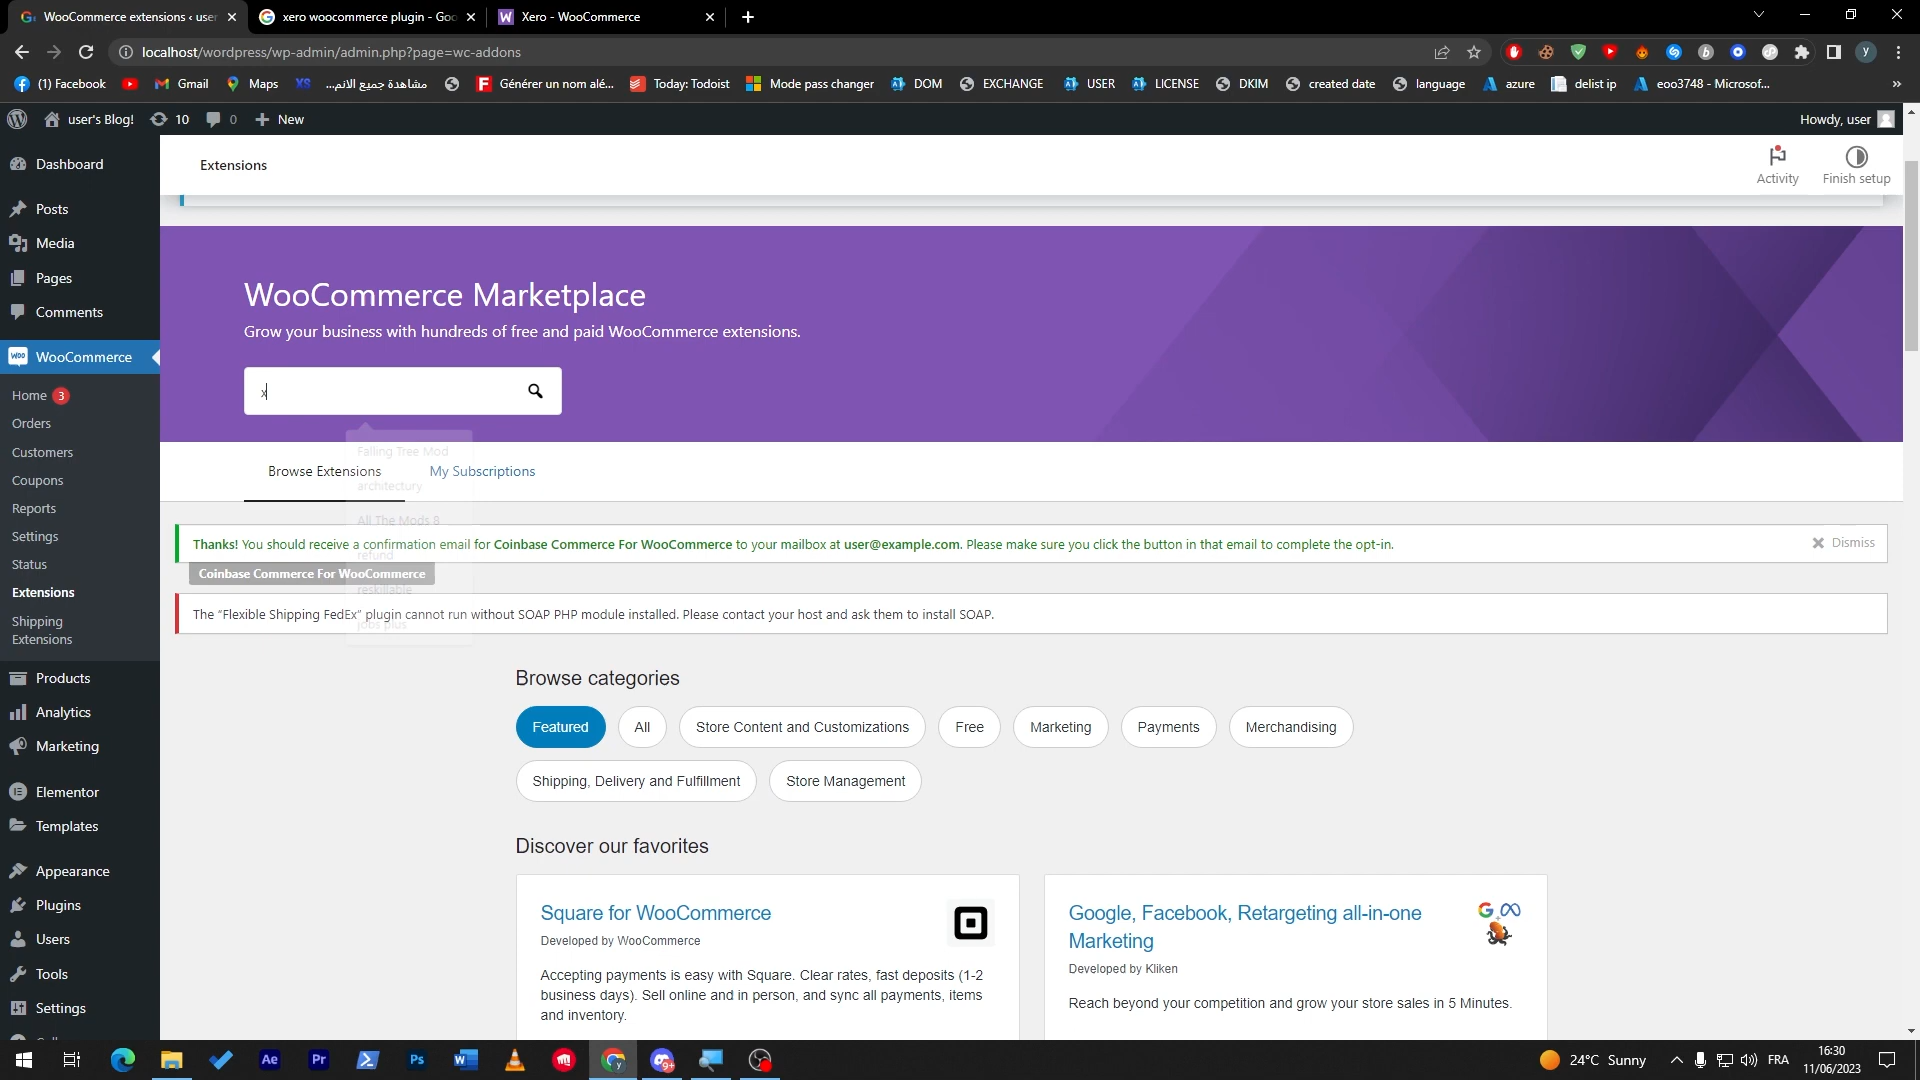 WooCommerce extensions ‹ user
xero woocommerce plugin - Goo
Xero - WooCommerce
localhost/wordpress/wp-admin/admin.php?page=wc-addons
(1) Facebook
Gmail
Maps
XS
مشاهدة جميع الانم...
Générer un nom alé...
Today: Todoist
Mode pass changer
DOM
EXCHANGE
USER
LICENSE
DKIM
created date
language
azure
delist ip
eoo3748 - Microsof...
»
user's Blog!
10
0
New
Howdy, user
Dashboard
Posts
Media
Pages
Comments
WooCommerce
Home 3
Orders
Customers
Coupons
Reports
Settings
Status
Extensions
Shipping
Extensions
Products
Analytics
Marketing
Elementor
Templates
Appearance
Plugins
Users
Tools
Settings
Extensions
Activity
Finish setup
WooCommerce Marketplace
Grow your business with hundreds of free and paid WooCommerce extensions.
x
Falling Tree Mod
architecture
All The Mods 8
refund
reskillable
jobs plus
Browse Extensions
My Subscriptions
Thanks! You should receive a confirmation email for Coinbase Commerce For WooCommerce to your mailbox at user@example.com. Please make sure you click the button in that email to complete the opt-in.
Dismiss
Coinbase Commerce For WooCommerce
The "Flexible Shipping FedEx" plugin cannot run without SOAP PHP module installed. Please contact your host and ask them to install SOAP.
Browse categories
Featured
All
Store Content and Customizations
Free
Marketing
Payments
Merchandising
Shipping, Delivery and Fulfillment
Store Management
Discover our favorites
Square for WooCommerce
Developed by WooCommerce
Accepting payments is easy with Square. Clear rates, fast deposits (1-2
business days). Sell online and in person, and sync all payments, items
and inventory.
Google, Facebook, Retargeting all-in-one
Marketing
Developed by Kliken
Reach beyond your competition and grow your store sales in 5 Minutes.
24°C Sunny
FRA
16:30
11/06/2023